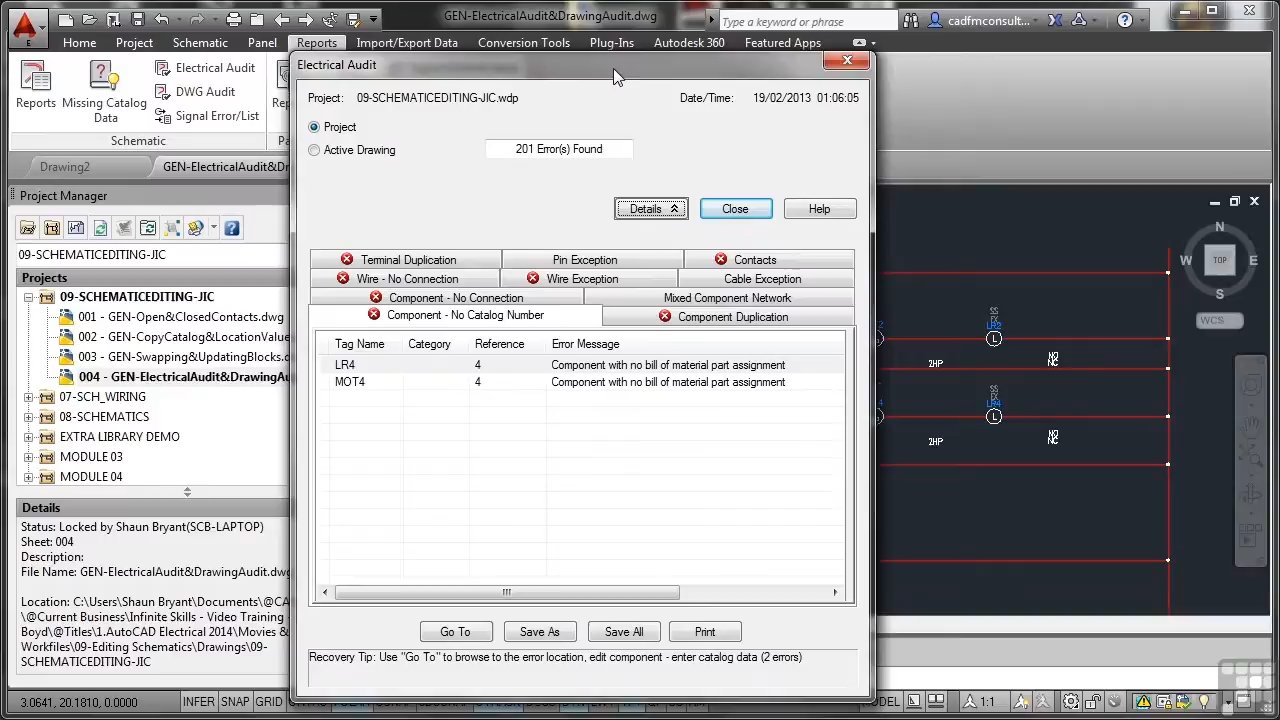 GEN-ElectricalAudit&DrawingAudit.dwg
Type a keyword or phrase
cadfmconsult...
E
Home Project Schematic Panel Reports Import/Export Data Conversion Tools Plug-Ins Autodesk 360 Featured Apps
Reports
Missing Catalog
Data
Electrical Audit
DWG Audit
Signal Error/List
Schematic
Drawing2
GEN-ElectricalAudit&D
Project Manager
09-SCHEMATICEDITING-JIC
Projects
09-SCHEMATICEDITING-JIC
001 - GEN-Open&ClosedContacts.dwg
002 - GEN-CopyCatalog&LocationValue
003 - GEN-Swapping&UpdatingBlocks.d
004 - GEN-ElectricalAudit&DrawingAu
07-SCH_WIRING
08-SCHEMATICS
EXTRA LIBRARY DEMO
MODULE 03
MODULE 04
Details
Status: Locked by Shaun Bryant(SCB-LAPTOP)
Sheet: 004
Description:
File Name: GEN-ElectricalAudit&DrawingAudit.dwg
Location: C:\Users\Shaun Bryant\Documents\@CA
\@Current Business\Infinite Skills - Video Training -
Boyd\@Titles\1.AutoCAD Electrical 2014\Movies &
Workfiles\09-Editing Schematics\Drawings\09-
SCHEMATICEDITING-JIC
Electrical Audit
Project: 09-SCHEMATICEDITING-JIC.wdp
Date/Time: 19/02/2013 01:06:05
Project
Active Drawing
201 Error(s) Found
Details Close Help
Terminal Duplication Pin Exception Contacts
Wire - No Connection Wire Exception Cable Exception
Component - No Connection Mixed Component Network
Component - No Catalog Number Component Duplication
Tag Name Category Reference Error Message
LR4 4 Component with no bill of material part assignment
MOT4 4 Component with no bill of material part assignment
Go To Save As Save All Print
Recovery Tip: Use "Go To" to browse to the error location, edit component - enter catalog data (2 errors)
N
W TOP E
S
WCS
LR2
L
2HP
NC
LR4
L
2HP
NC
3.0641, 20.1810, 0.0000
INFER SNAP GRID
MODEL
1:1